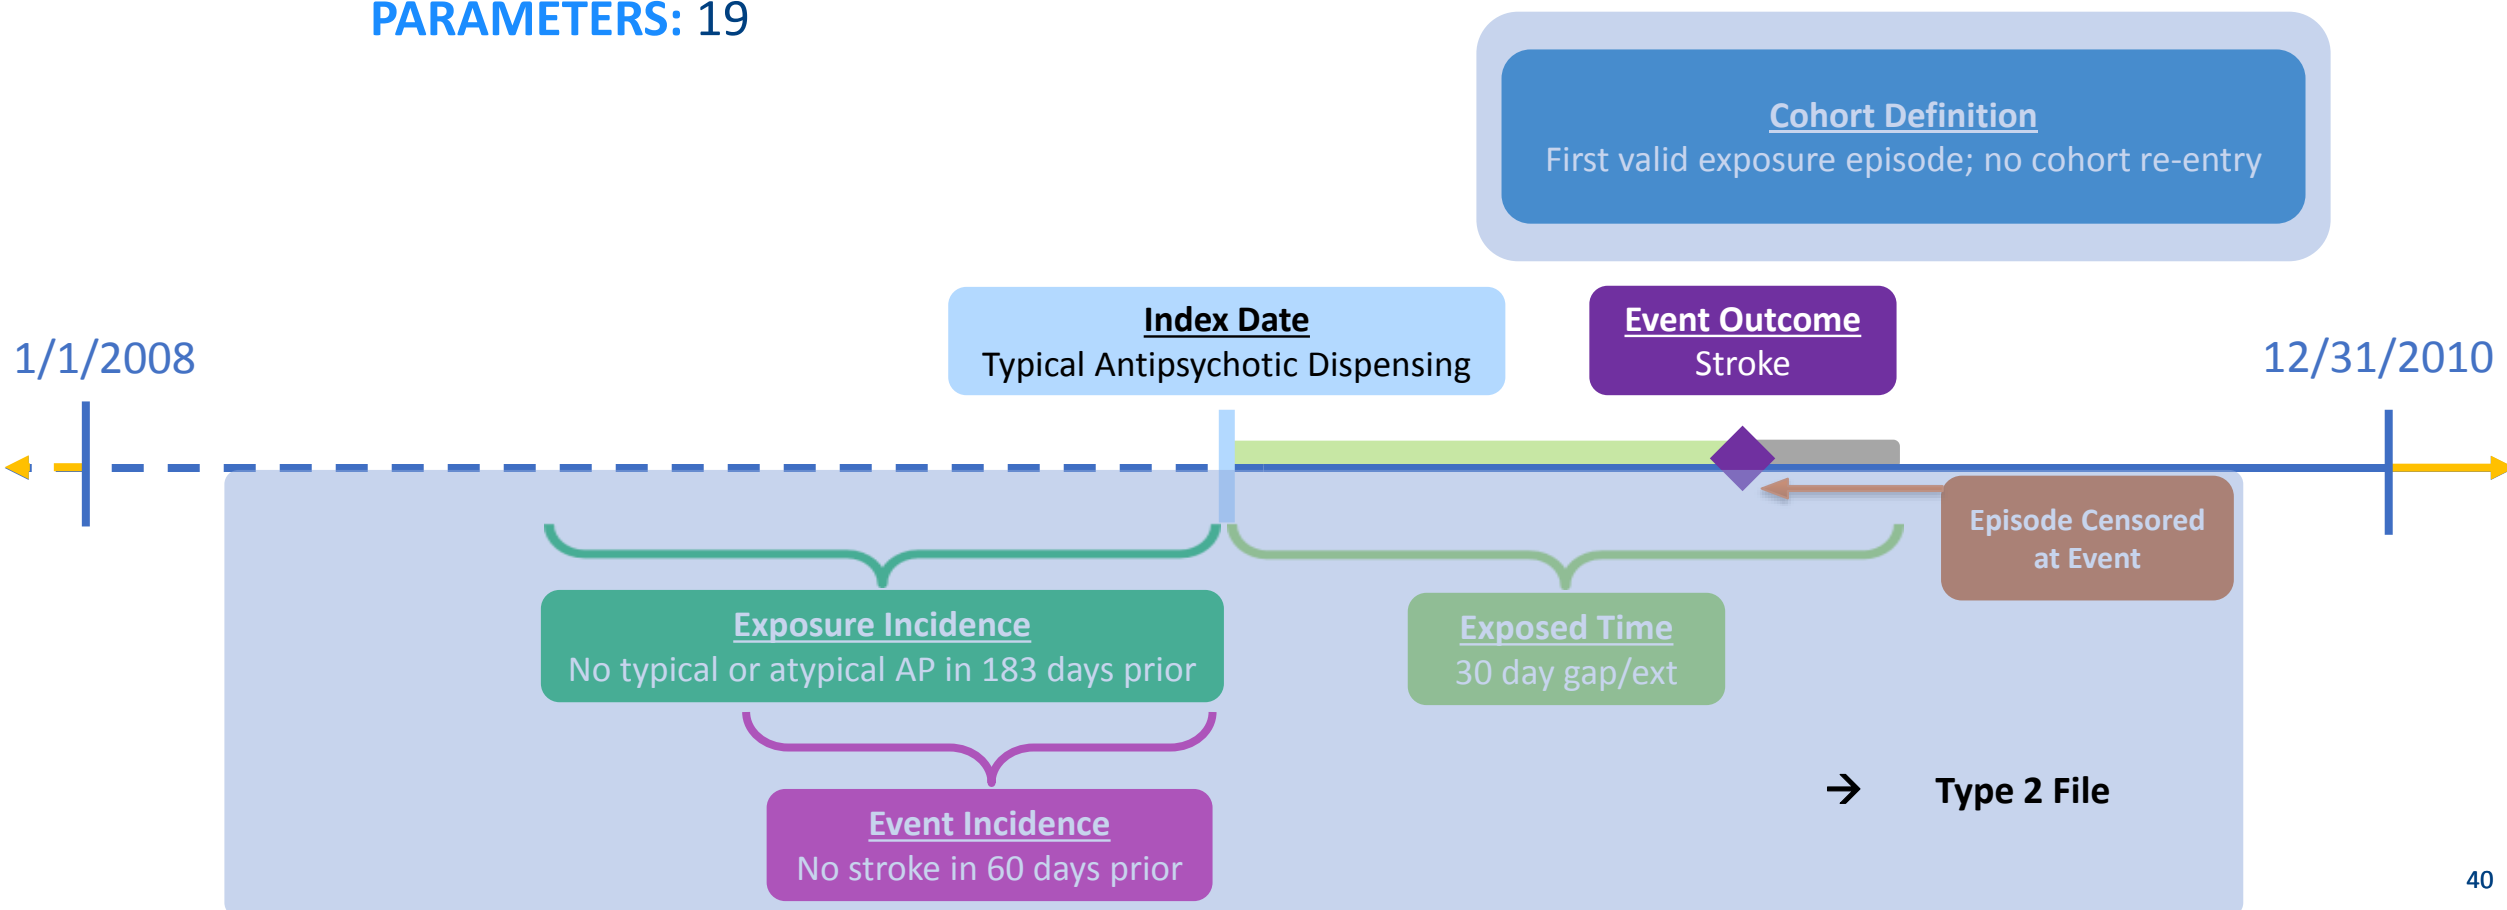 PARAMETERS: 19
Cohort Definition
First valid exposure episode; no cohort re-entry
Index Date
Typical Antipsychotic Dispensing
Event Outcome
Stroke
1/1/2008
12/31/2010
Episode Censored
at Event
Exposure Incidence
No typical or atypical AP in 183 days prior
Exposed Time
30 day gap/ext
Event Incidence
No stroke in 60 days prior
→ Type 2 File
40